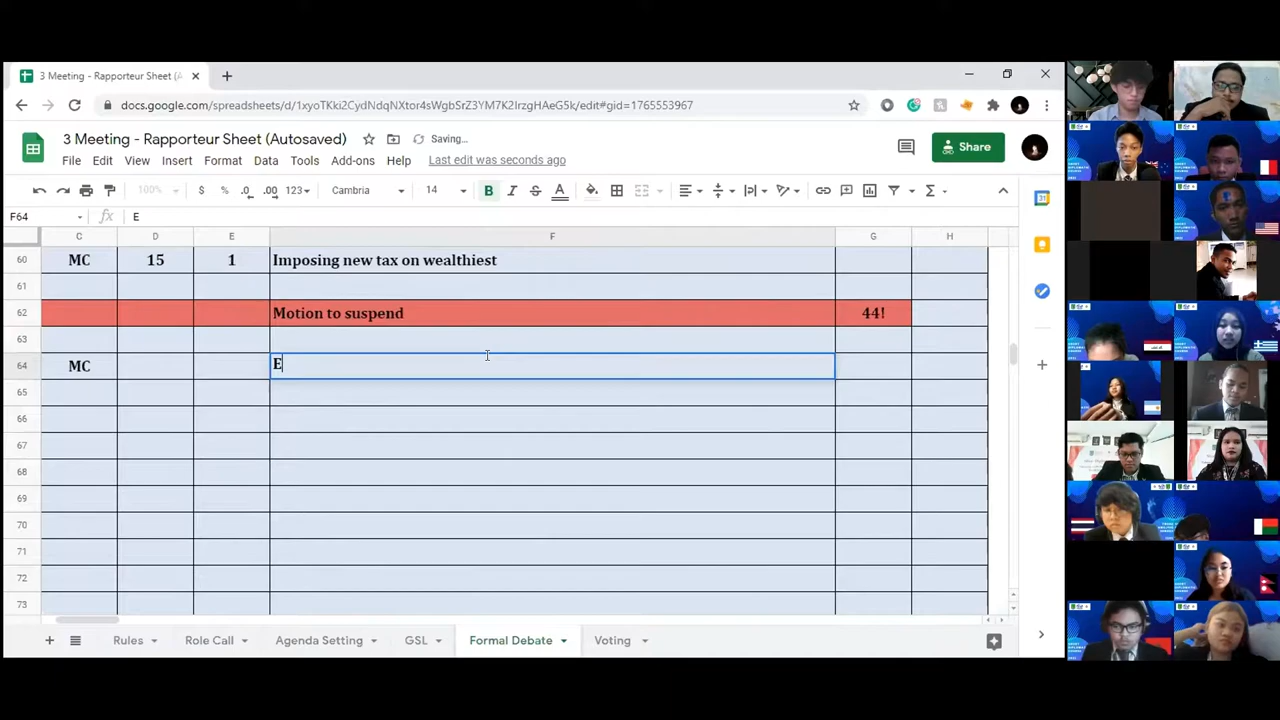 3 Meeting - Rapporteur Sheet (A
docs.google.com/spreadsheets/d/1xyoTKki2CydNdqNXtor4sWgbSrZ3YM7K2IrzgHAeG5k/edit#gid=1765553967
3 Meeting - Rapporteur Sheet (Autosaved)
Saving…
Share
File Edit View Insert Format Data Tools Add-ons Help Last edit was seconds ago
100% $ % .0 .00 123 Cambria 14 B I S A Σ
F64 fx E
C D E F G H
60 MC 15 1 Imposing new tax on wealthiest
61
62 Motion to suspend 44!
63
64 MC E
65
66
67
68
69
70
71
72
73
Rules Role Call Agenda Setting GSL Formal Debate Voting
31